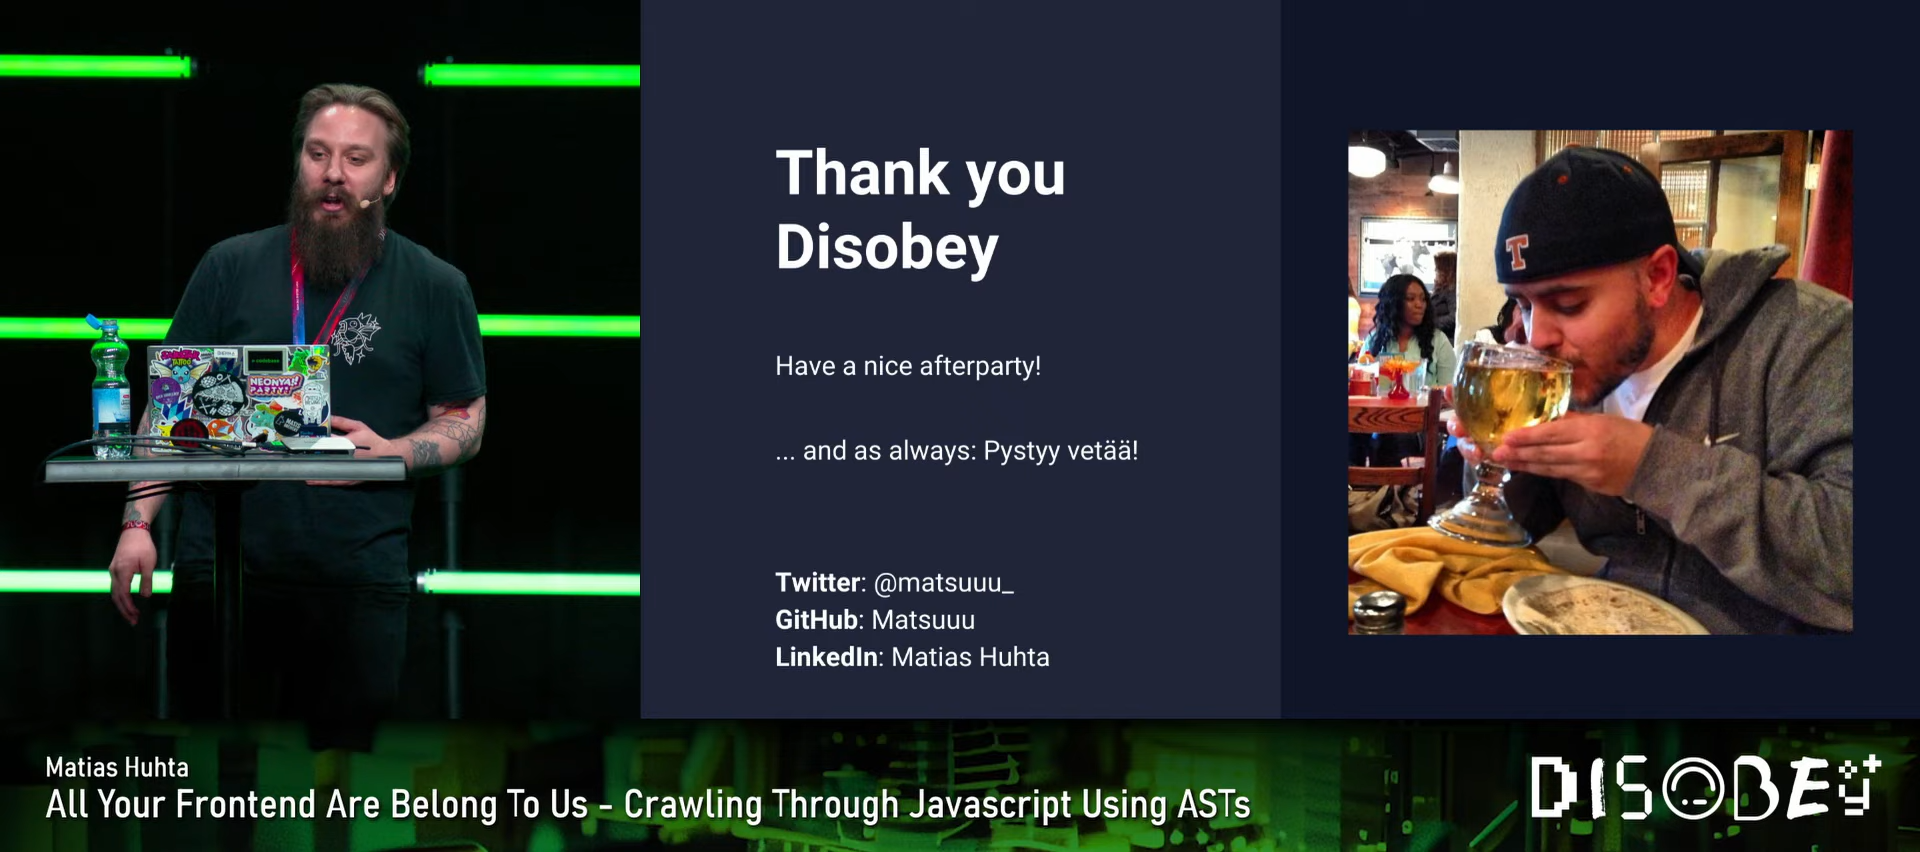 Thank you
Disobey
Have a nice afterparty!
... and as always: Pystyy vetää!
Twitter: @matsuuu_
GitHub: Matsuuu
LinkedIn: Matias Huhta
T
NEONYA!!
PARTY!
Matias Huhta
All Your Frontend Are Belong To Us - Crawling Through Javascript Using ASTs
DISOBEY